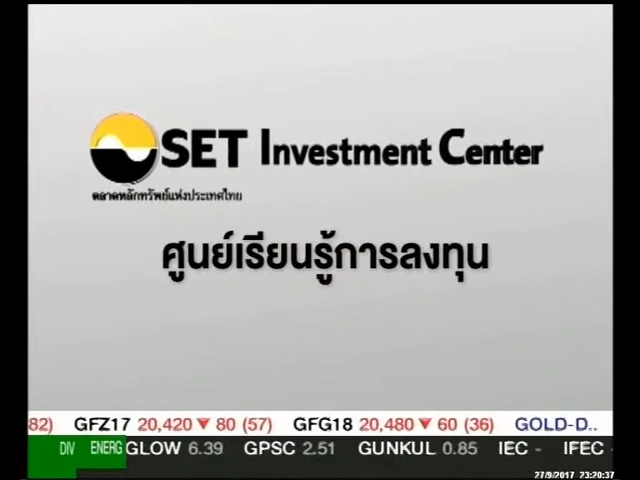 SET Investment Center
ตลาดหลักทรัพย์แห่งประเทศไทย
ศูนย์เรียนรู้การลงทุน
82) GFZ17 20,420▼ 80 (57) GFG18 20,480▼ 60 (36) GOLD-D..
DIV ENERG GLOW 6.39 GPSC 2.51 GUNKUL 0.85 IEC - IFEC -
27/9/2017 23:20:37